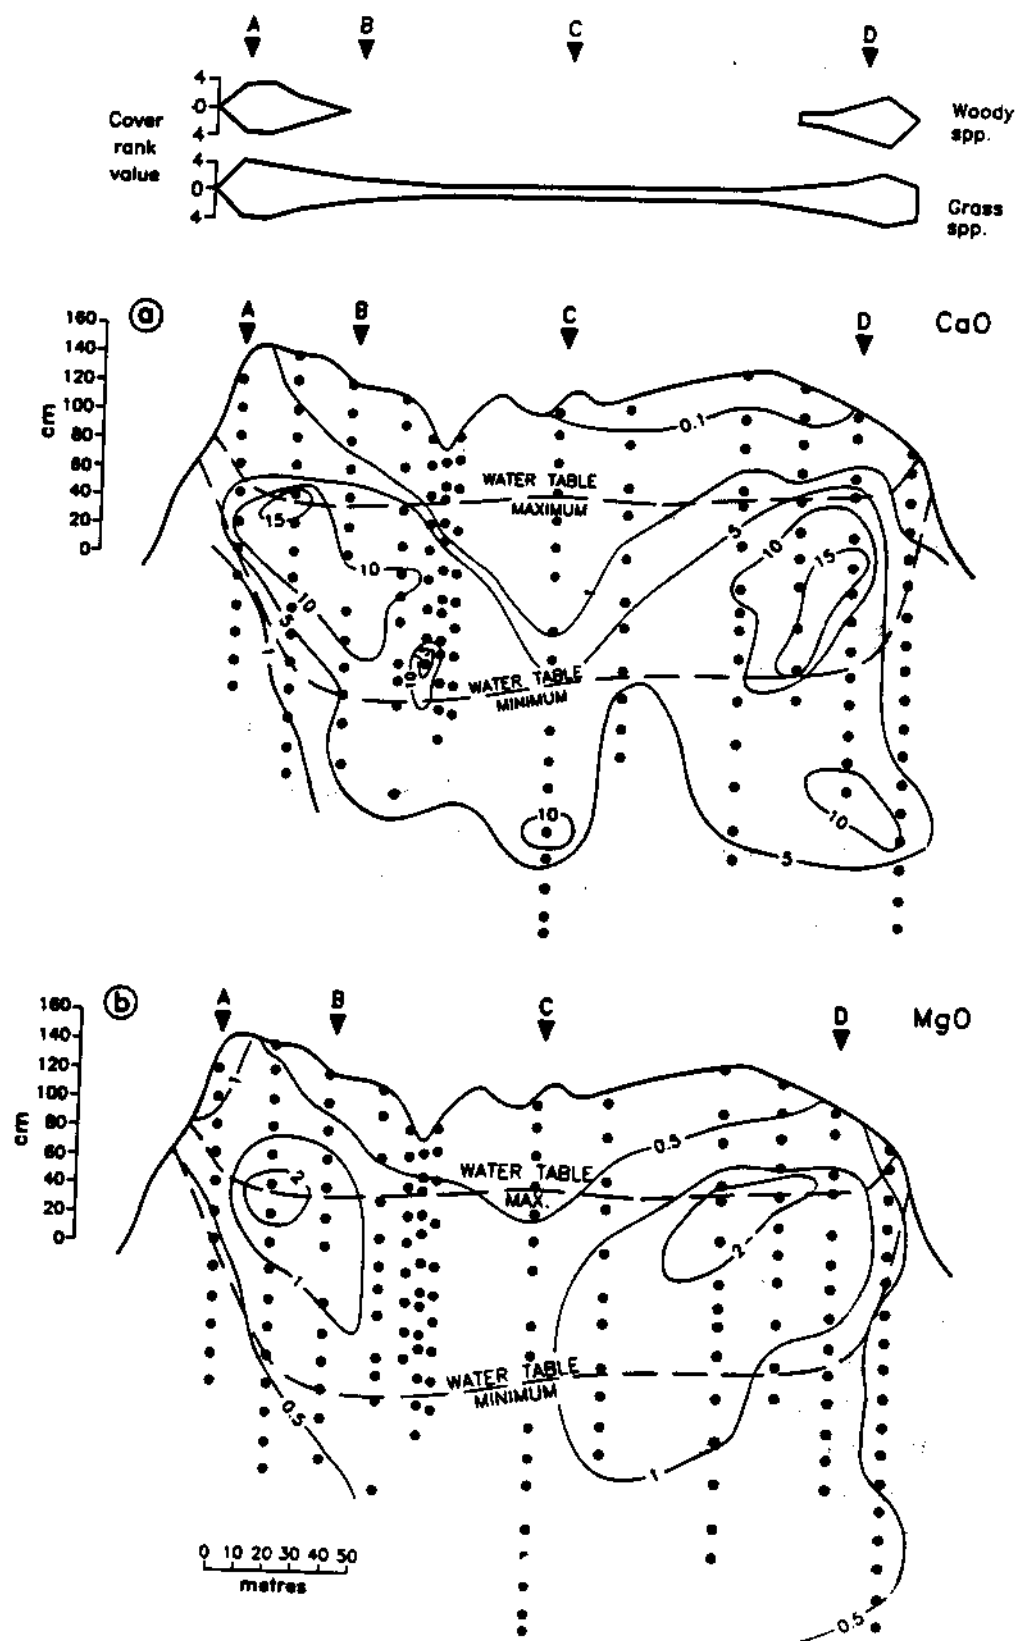 A B C D
4
0
4
Cover
rank
value
Woody
spp.
4
0
4
Grass
spp.
a
A B C D
CaO
160
140
120
100
80
60
40
20
0
cm
0.1
WATER TABLE
MAXIMUM
5
15
10
10
15
10
5
1
10
WATER TABLE
MINIMUM
10
10
5
b
A B C D
MgO
160
140
120
100
80
60
40
20
0
cm
1
0.5
WATER TABLE
MAX.
2
2
1
WATER TABLE
MINIMUM
0.5
1
0 10 20 30 40 50
metres
0.5